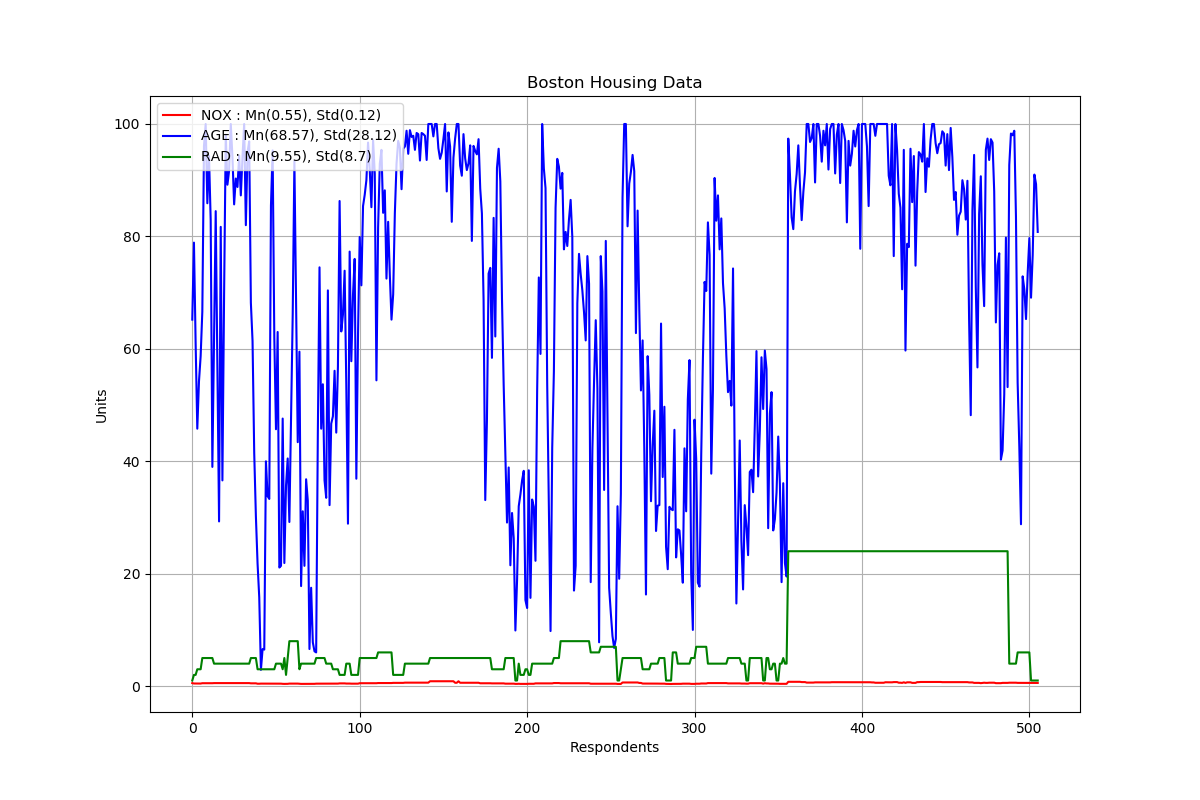 Boston Housing Data
NOX : Mn(0.55), Std(0.12)
AGE : Mn(68.57), Std(28.12)
RAD : Mn(9.55), Std(8.7)
100
80
60
40
20
0
Units
0 100 200 300 400 500
Respondents